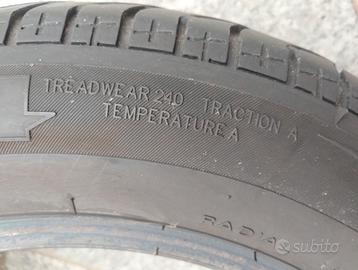 TREADWEAR 240 TRACTION A
TEMPERATURE A
RADIA
subito